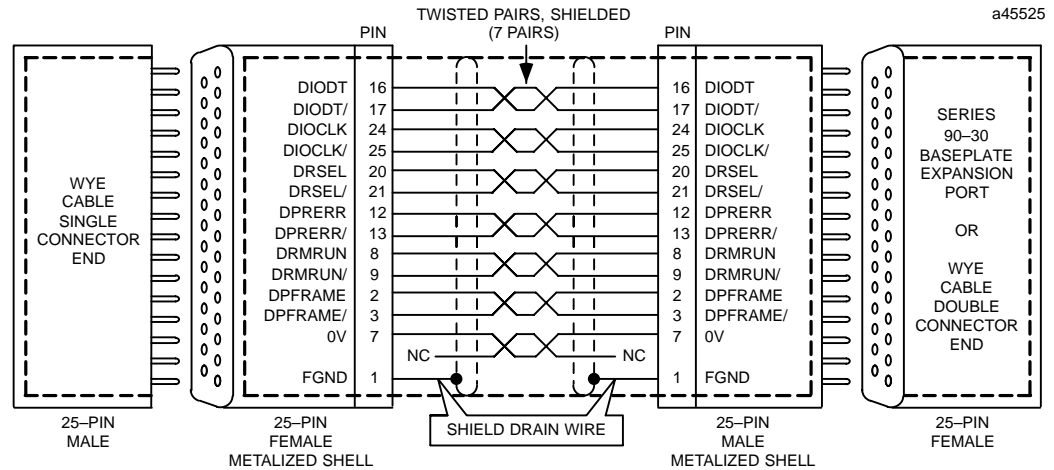 a45525
TWISTED PAIRS, SHIELDED
(7 PAIRS)
PIN
PIN
WYE
CABLE
SINGLE
CONNECTOR
END
DIODT 16
DIODT/ 17
DIOCLK 24
DIOCLK/ 25
DRSEL 20
DRSEL/ 21
DPRERR 12
DPRERR/ 13
DRMRUN 8
DRMRUN/ 9
DPFRAME 2
DPFRAME/ 3
0V 7
NC
FGND 1
16 DIODT
17 DIODT/
24 DIOCLK
25 DIOCLK/
20 DRSEL
21 DRSEL/
12 DPRERR
13 DPRERR/
8 DRMRUN
9 DRMRUN/
2 DPFRAME
3 DPFRAME/
7 0V
NC
1 FGND
SERIES
90–30
BASEPLATE
EXPANSION
PORT
OR
WYE
CABLE
DOUBLE
CONNECTOR
END
SHIELD DRAIN WIRE
25–PIN
MALE
25–PIN
FEMALE
METALIZED SHELL
25–PIN
MALE
METALIZED SHELL
25–PIN
FEMALE